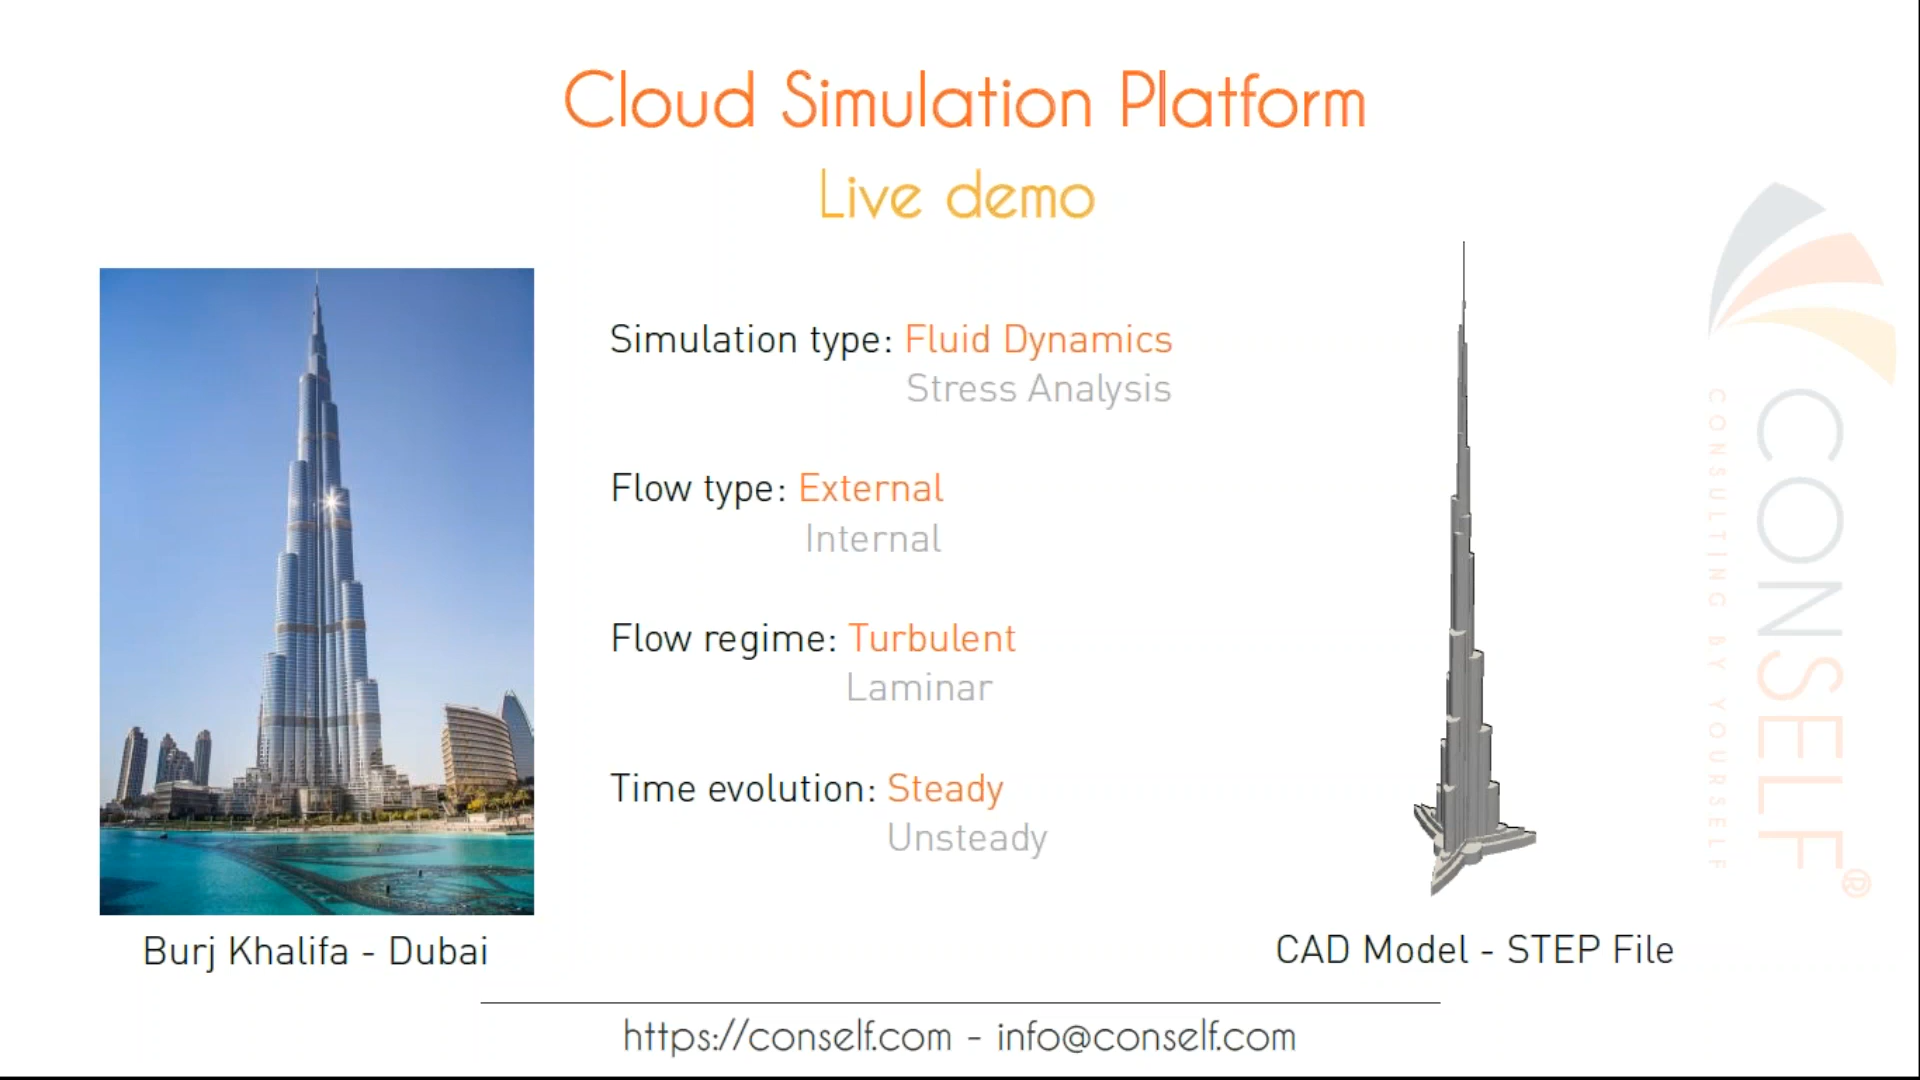 Cloud Simulation Platform
Live demo
Simulation type: Fluid Dynamics
Stress Analysis
Flow type: External
Internal
Flow regime: Turbulent
Laminar
Time evolution: Steady
Unsteady
Burj Khalifa - Dubai
CAD Model - STEP File
CONSELF®
CONSULTING BY YOURSELF
https://conself.com - info@conself.com